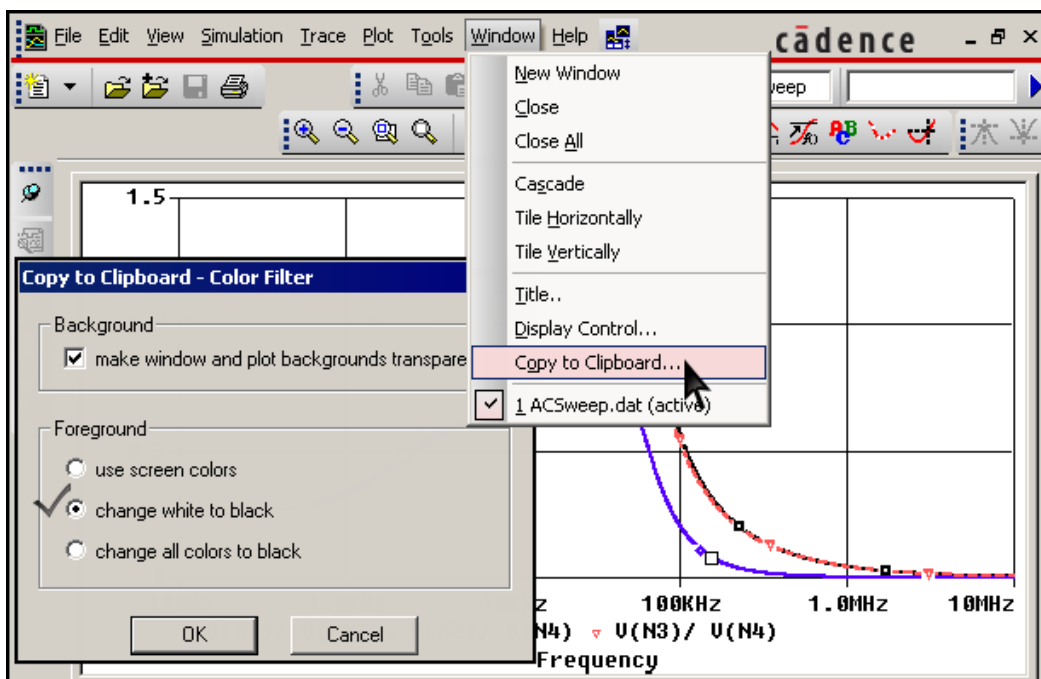 File Edit View Simulation Trace Plot Tools Window Help
cādence
New Window
Close
Close All
Cascade
Tile Horizontally
Tile Vertically
Title..
Display Control...
Copy to Clipboard...
1 ACSweep.dat (active)
1.5
Copy to Clipboard - Color Filter
Background
make window and plot backgrounds transpare
Foreground
use screen colors
change white to black
change all colors to black
OK Cancel
100KHz 1.0MHz 10MHz
V(N3)/ V(N4)
Frequency